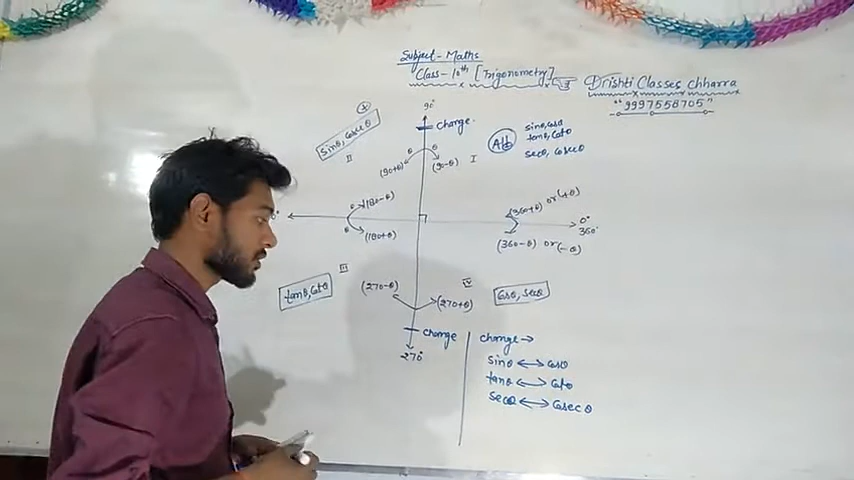 Subject - Maths
Class - 10th [Trigonometry]
Drishti Classes Chharra
"9997558705"
90°
Change
sinθ, cosecθ
II
All
sinθ, cosθ
tanθ, cotθ
secθ, cosecθ
I
θ θ
(90+θ) (90-θ)
θ (180-θ)
θ (180+θ)
(360+θ) or (+θ)
0°
360°
(360-θ) or (-θ)
III
tanθ, cotθ
(270-θ)
(270+θ)
IV
cosθ, secθ
Change
270°
change →
sinθ ↔ cosθ
tanθ ↔ cotθ
secθ ↔ cosecθ